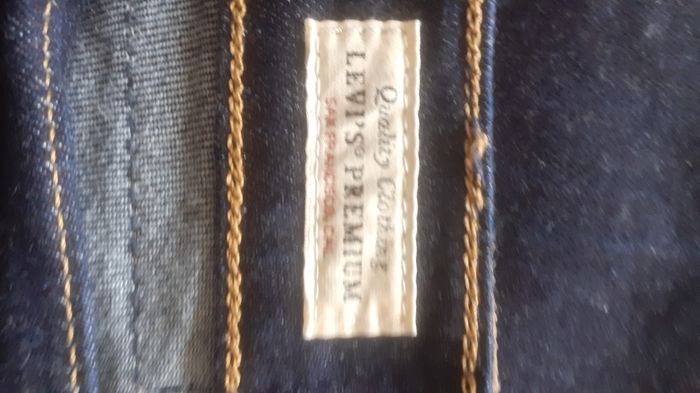 Quality Clothing
LEVI'S® PREMIUM
SAN FRANCISCO, CAL.